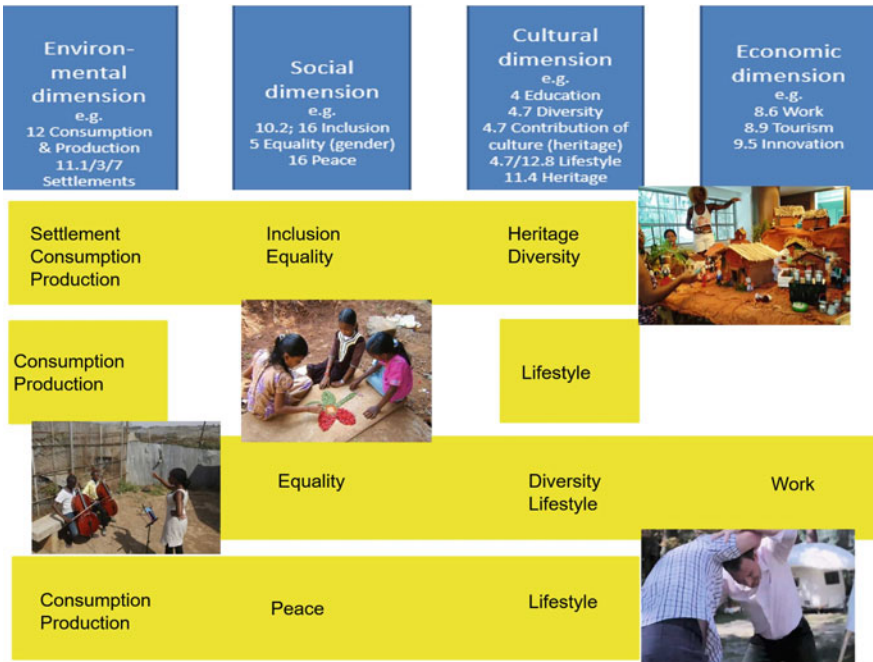 Environ-
mental
dimension
e.g.
12 Consumption
& Production
11.1/3/7
Settlements
Social
dimension
e.g.
10.2; 16 Inclusion
5 Equality (gender)
16 Peace
Cultural
dimension
e.g.
4 Education
4.7 Diversity
4.7 Contribution of
culture (heritage)
4.7/12.8 Lifestyle
11.4 Heritage
Economic
dimension
e.g.
8.6 Work
8.9 Tourism
9.5 Innovation
Settlement
Consumption
Production
Inclusion
Equality
Heritage
Diversity
Consumption
Production
Lifestyle
Equality
Diversity
Lifestyle
Work
Consumption
Production
Peace
Lifestyle